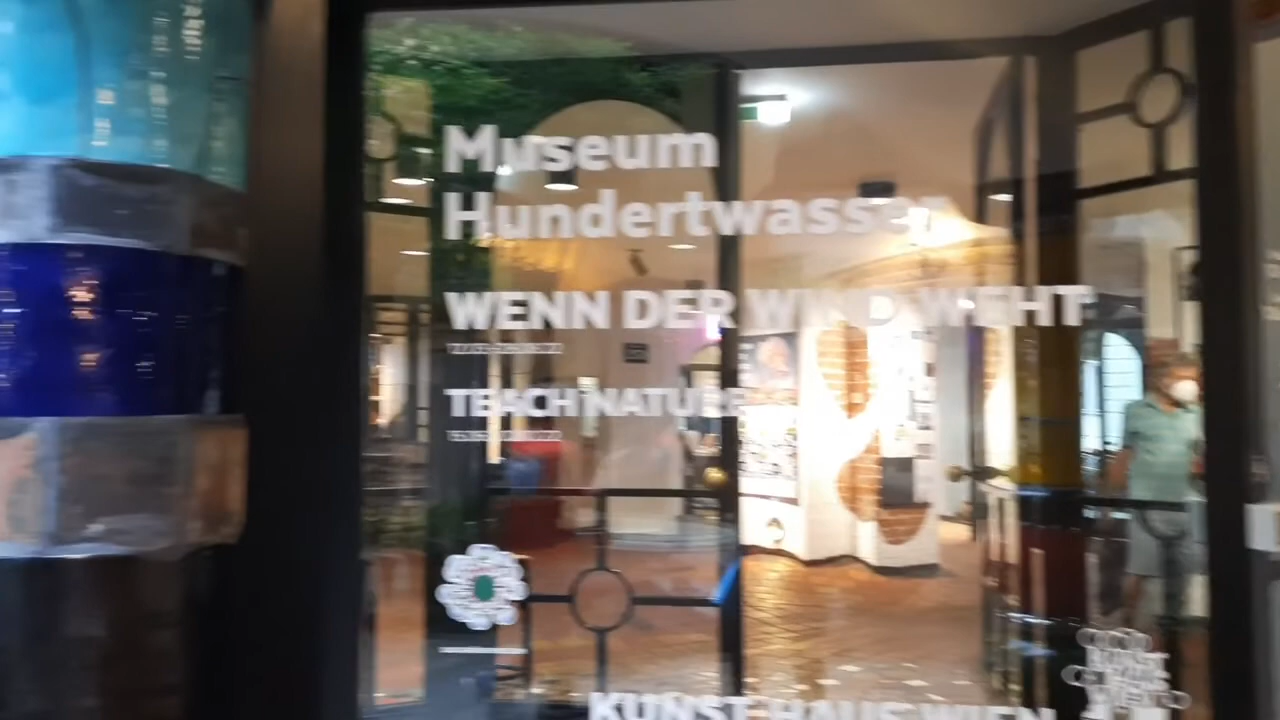 Museum
Hundertwasser
WENN DER WIND WEHT
TEACH NATURE
KUNST HAUS WIEN